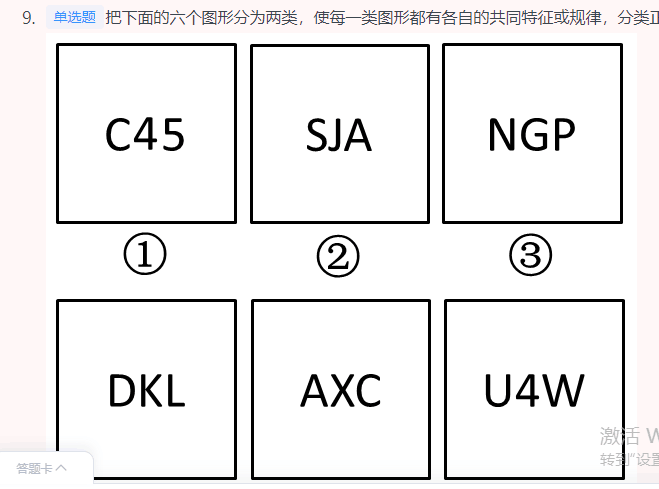 9. 单选题 把下面的六个图形分为两类，使每一类图形都有各自的共同特征或规律，分类正
C45 SJA NGP
① ② ③
DKL AXC U4W
激活 W
转到"设置
答题卡